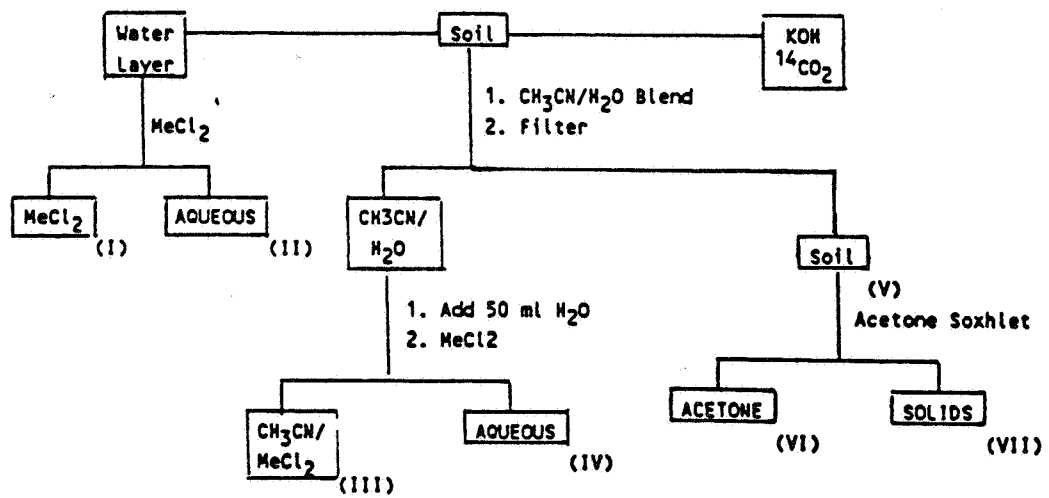 Water
Layer
Soil
KOH
¹⁴CO₂
MeCl₂
1. CH₃CN/H₂O Blend
2. Filter
MeCl₂
(I)
AQUEOUS
(II)
CH3CN/
H₂O
Soil
(V)
Acetone Soxhlet
1. Add 50 ml H₂O
2. MeCl2
CH₃CN/
MeCl₂
(III)
AQUEOUS
(IV)
ACETONE
(VI)
SOLIDS
(VII)